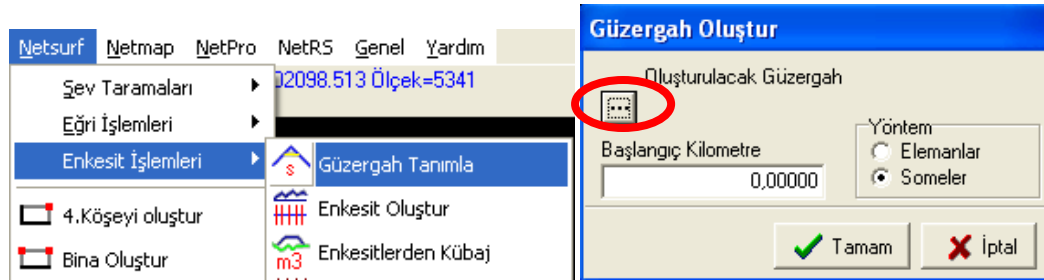 Netsurf Netmap NetPro NetRS Genel Yardım
02098.513 Ölçek=5341
Şev Taramaları
Eğri İşlemleri
Enkesit İşlemleri
4.Köşeyi oluştur
Bina Oluştur
s Güzergah Tanımla
Enkesit Oluştur
m3 Enkesitlerden Kübaj
Güzergah Oluştur
Oluşturulacak Güzergah
...
Başlangıç Kilometre
0,00000
Yöntem
Elemanlar
Someler
Tamam İptal